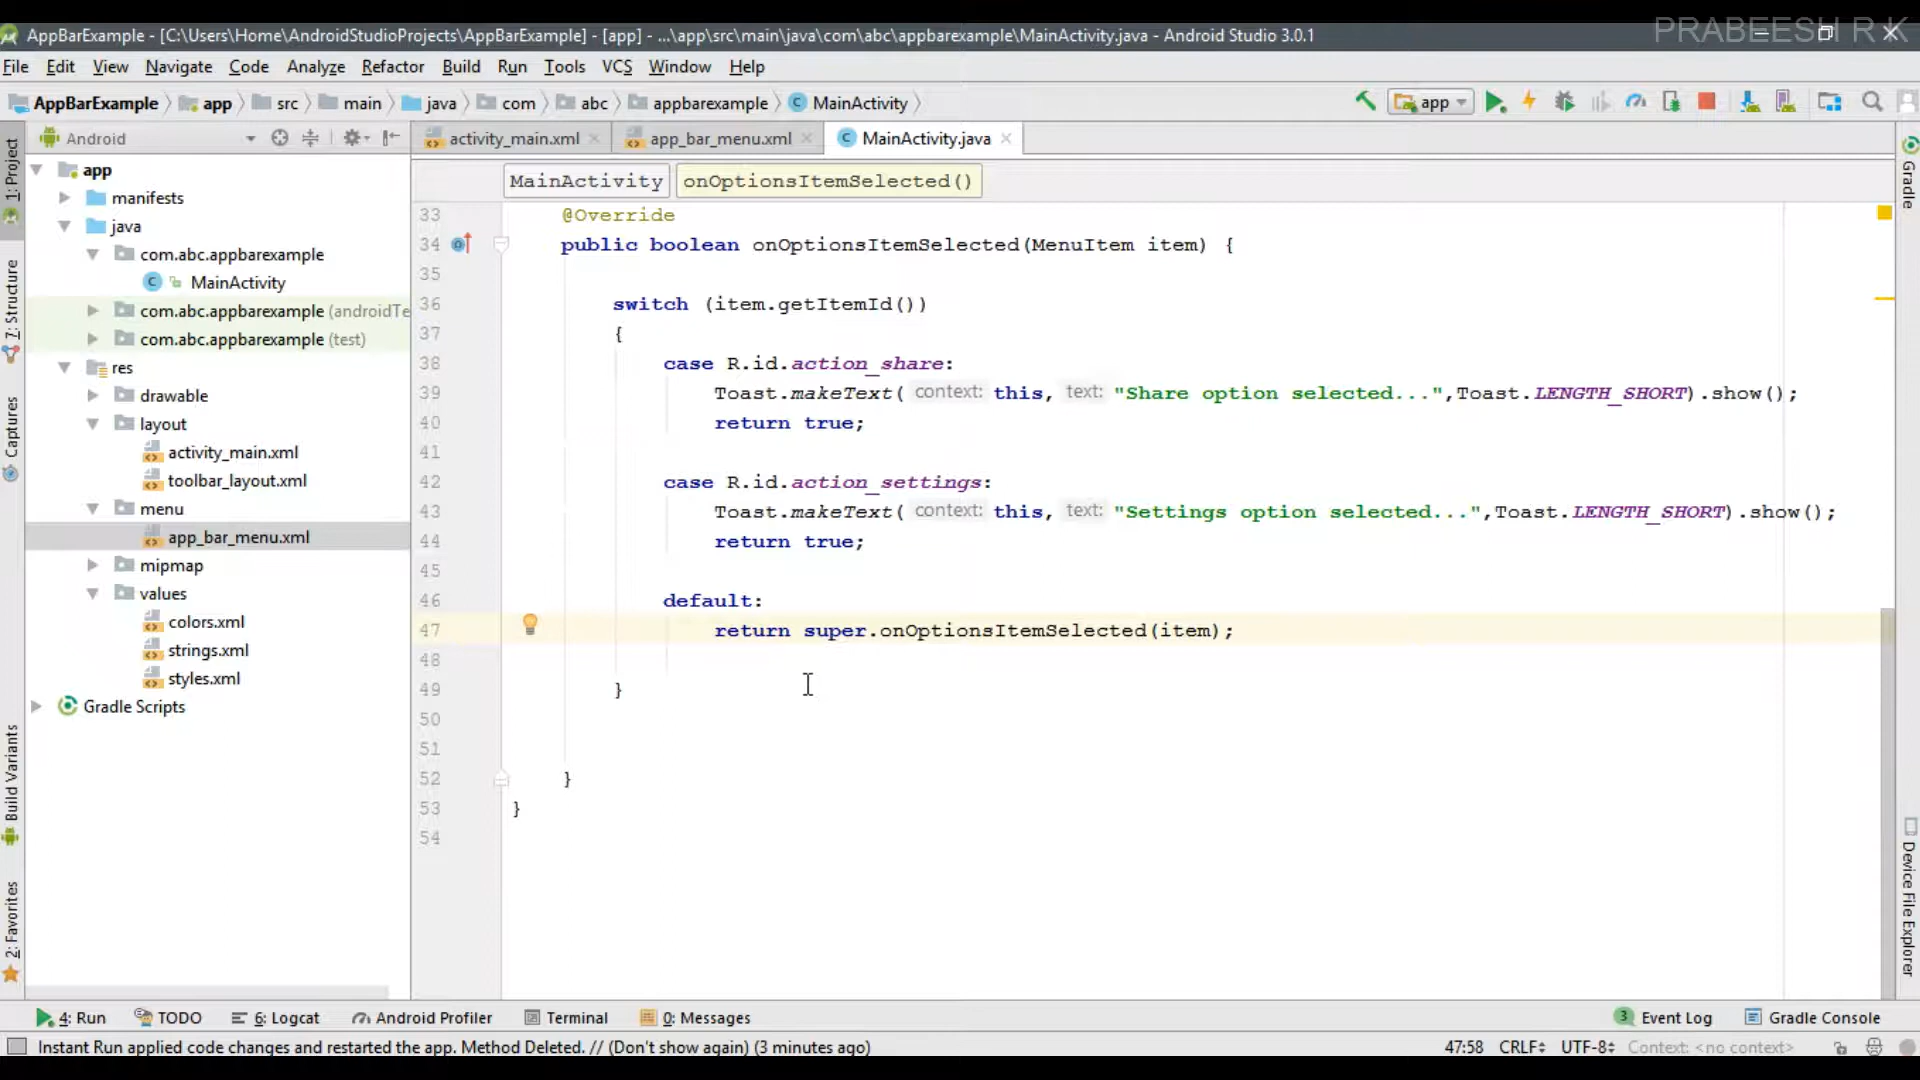 PRABEESH R K
AppBarExample - [C:\Users\Home\AndroidStudioProjects\AppBarExample] - [app] - ...\app\src\main\java\com\abc\appbarexample\MainActivity.java - Android Studio 3.0.1
File Edit View Navigate Code Analyze Refactor Build Run Tools VCS Window Help
AppBarExample app src main java com abc appbarexample MainActivity app
Android activity_main.xml app_bar_menu.xml MainActivity.java
MainActivity onOptionsItemSelected()
1: Project
7: Structure
Captures
Build Variants
2: Favorites
app
manifests
java
com.abc.appbarexample
MainActivity
com.abc.appbarexample (androidTe
com.abc.appbarexample (test)
res
drawable
layout
activity_main.xml
toolbar_layout.xml
menu
app_bar_menu.xml
mipmap
values
colors.xml
strings.xml
styles.xml
Gradle Scripts
33 @Override
34 public boolean onOptionsItemSelected(MenuItem item) {
35
36 switch (item.getItemId())
37 {
38 case R.id.action_share:
39 Toast.makeText( context: this, text: "Share option selected...",Toast.LENGTH_SHORT).show();
40 return true;
41
42 case R.id.action_settings:
43 Toast.makeText( context: this, text: "Settings option selected...",Toast.LENGTH_SHORT).show();
44 return true;
45
46 default:
47 return super.onOptionsItemSelected(item);
48
49 }
50
51
52 }
53 }
54
Gradle
Device File Explorer
4: Run TODO 6: Logcat Android Profiler Terminal 0: Messages 3 Event Log Gradle Console
Instant Run applied code changes and restarted the app. Method Deleted. // (Don't show again) (3 minutes ago) 47:58 CRLF UTF-8 Context: <no context>